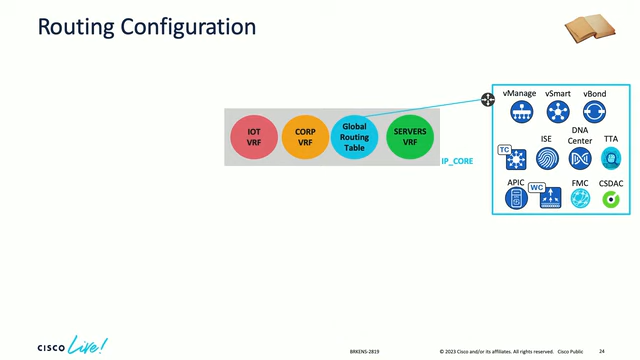 Routing Configuration
vManage vSmart vBond
IOT VRF
CORP VRF
Global Routing Table
SERVERS VRF
IP_CORE
TC
ISE
DNA Center
TTA
APIC
WC
FMC
CSDAC
CISCO Live!
BRKENS-2819
© 2023 Cisco and/or its affiliates. All rights reserved. Cisco Public
24